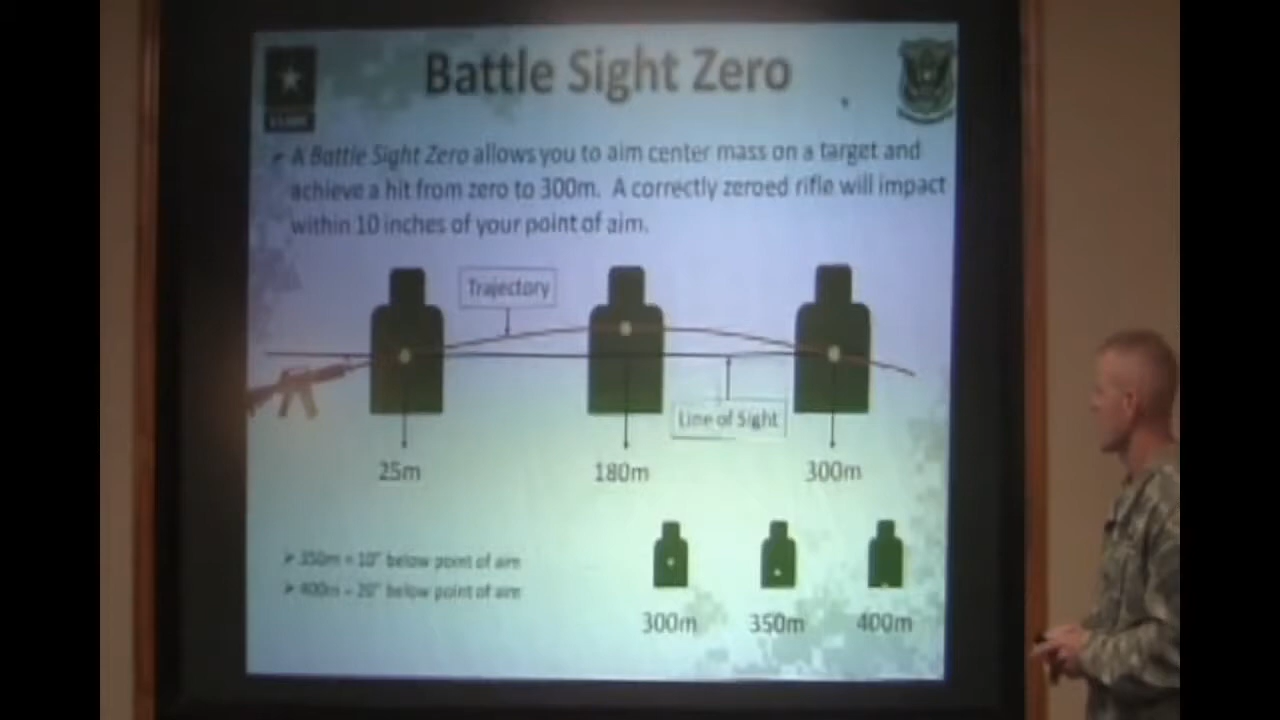 Battle Sight Zero
➢ A Battle Sight Zero allows you to aim center mass on a target and
achieve a hit from zero to 300m. A correctly zeroed rifle will impact
within 10 inches of your point of aim.
Trajectory
Line of Sight
25m
180m
300m
➢ 350m = 10" below point of aim
➢ 400m – 20" below point of aim
300m
350m
400m